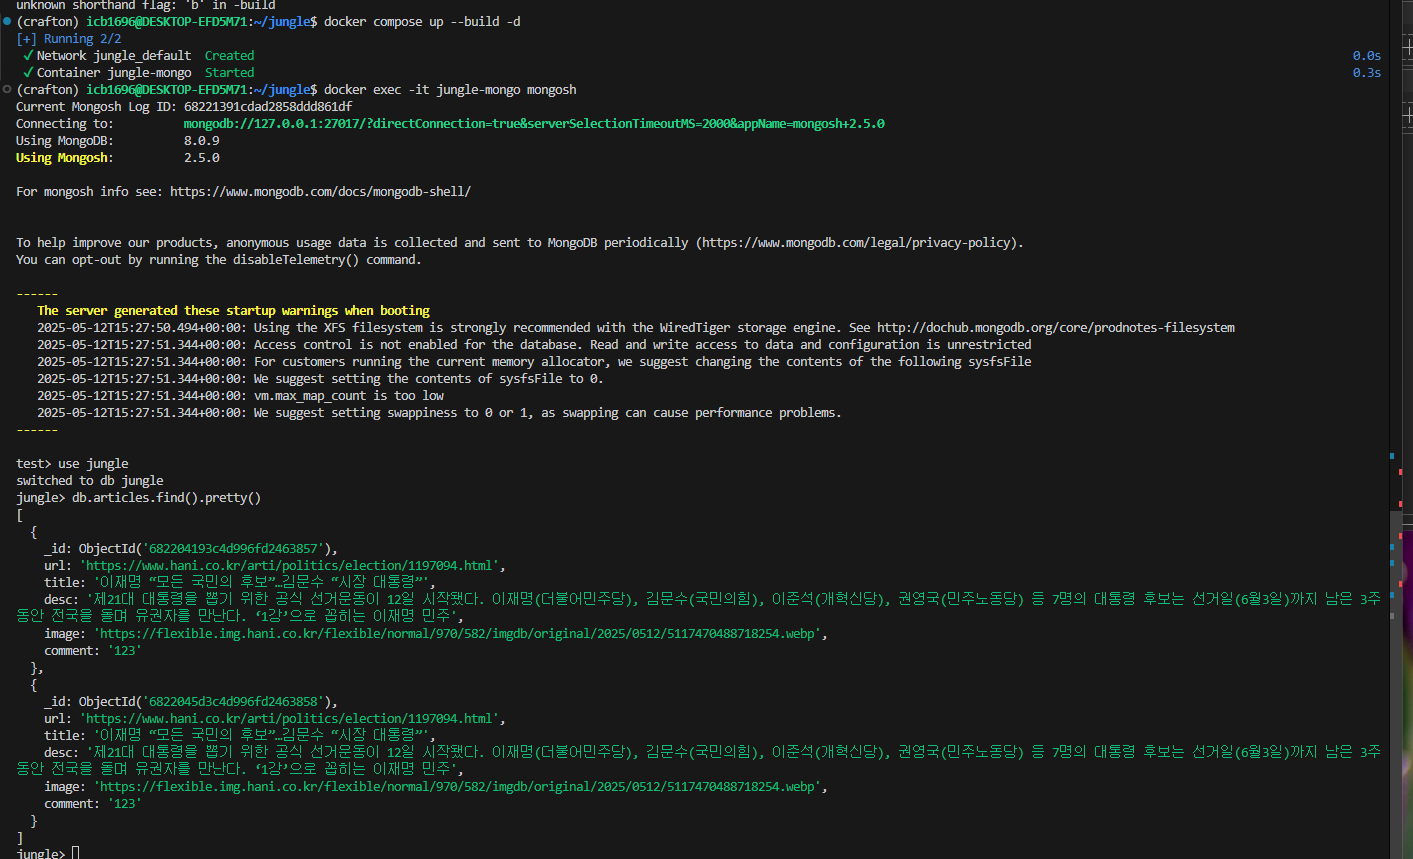 unknown shorthand flag: 'b' in -build
(crafton) icb1696@DESKTOP-EFD5M71:~/jungle$ docker compose up --build -d
[+] Running 2/2
✓Network jungle_default  Created 0.0s
✓Container jungle-mongo  Started 0.3s
(crafton) icb1696@DESKTOP-EFD5M71:~/jungle$ docker exec -it jungle-mongo mongosh
Current Mongosh Log ID: 68221391cdad2858ddd861df
Connecting to: mongodb://127.0.0.1:27017/?directConnection=true&serverSelectionTimeoutMS=2000&appName=mongosh+2.5.0
Using MongoDB: 8.0.9
Using Mongosh: 2.5.0
For mongosh info see: https://www.mongodb.com/docs/mongodb-shell/
To help improve our products, anonymous usage data is collected and sent to MongoDB periodically (https://www.mongodb.com/legal/privacy-policy).
You can opt-out by running the disableTelemetry() command.
------
The server generated these startup warnings when booting
2025-05-12T15:27:50.494+00:00: Using the XFS filesystem is strongly recommended with the WiredTiger storage engine. See http://dochub.mongodb.org/core/prodnotes-filesystem
2025-05-12T15:27:51.344+00:00: Access control is not enabled for the database. Read and write access to data and configuration is unrestricted
2025-05-12T15:27:51.344+00:00: For customers running the current memory allocator, we suggest changing the contents of the following sysfsFile
2025-05-12T15:27:51.344+00:00: We suggest setting the contents of sysfsFile to 0.
2025-05-12T15:27:51.344+00:00: vm.max_map_count is too low
2025-05-12T15:27:51.344+00:00: We suggest setting swappiness to 0 or 1, as swapping can cause performance problems.
------
test> use jungle
switched to db jungle
jungle> db.articles.find().pretty()
[
{
_id: ObjectId('682204193c4d996fd2463857'),
url: 'https://www.hani.co.kr/arti/politics/election/1197094.html',
title: '이재명 “모든 국민의 후보”…김문수 “시장 대통령”',
desc: '제21대 대통령을 뽑기 위한 공식 선거운동이 12일 시작됐다. 이재명(더불어민주당), 김문수(국민의힘), 이준석(개혁신당), 권영국(민주노동당) 등 7명의 대통령 후보는 선거일(6월3일)까지 남은 3주
동안 전국을 돌며 유권자를 만난다. ‘1강’으로 꼽히는 이재명 민주',
image: 'https://flexible.img.hani.co.kr/flexible/normal/970/582/imgdb/original/2025/0512/5117470488718254.webp',
comment: '123'
},
{
_id: ObjectId('6822045d3c4d996fd2463858'),
url: 'https://www.hani.co.kr/arti/politics/election/1197094.html',
title: '이재명 “모든 국민의 후보”…김문수 “시장 대통령”',
desc: '제21대 대통령을 뽑기 위한 공식 선거운동이 12일 시작됐다. 이재명(더불어민주당), 김문수(국민의힘), 이준석(개혁신당), 권영국(민주노동당) 등 7명의 대통령 후보는 선거일(6월3일)까지 남은 3주
동안 전국을 돌며 유권자를 만난다. ‘1강’으로 꼽히는 이재명 민주',
image: 'https://flexible.img.hani.co.kr/flexible/normal/970/582/imgdb/original/2025/0512/5117470488718254.webp',
comment: '123'
}
]
jungle>